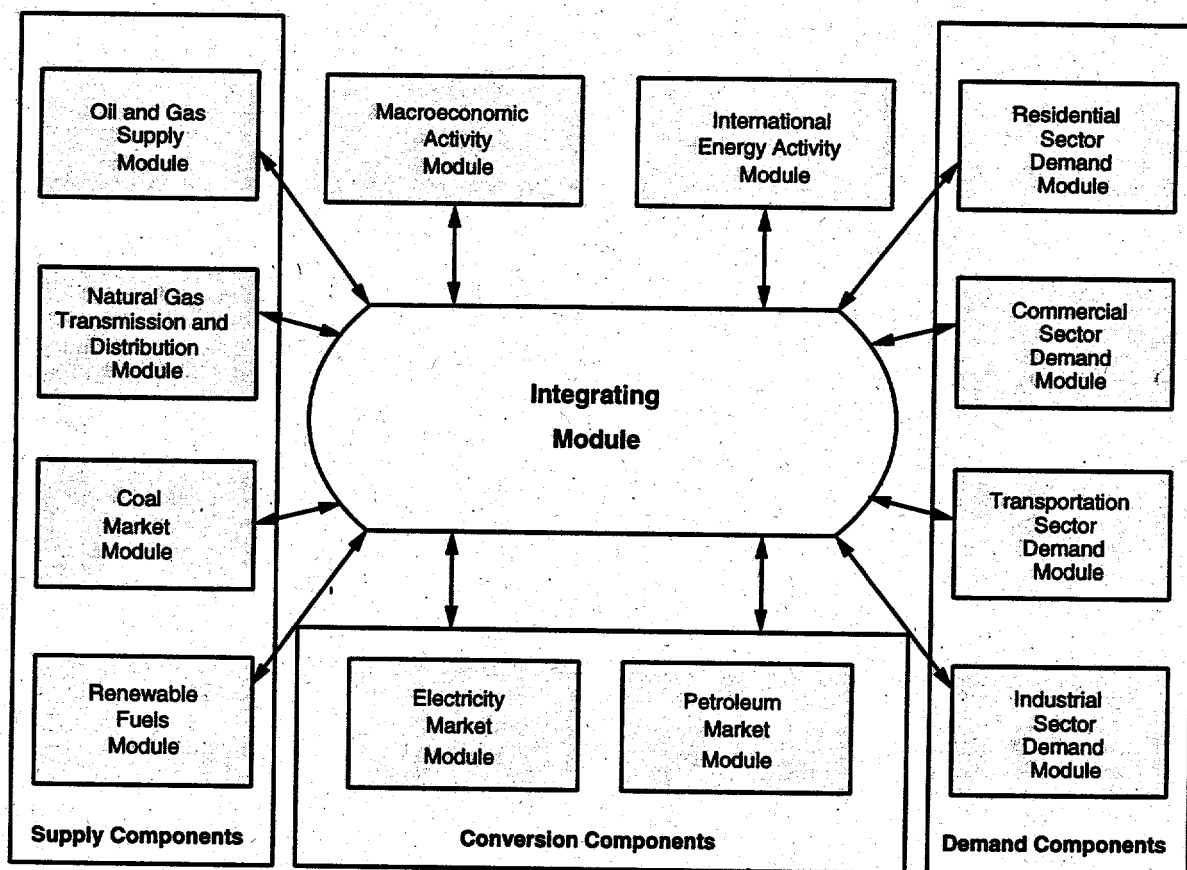 Oil and Gas
Supply
Module
Macroeconomic
Activity
Module
International
Energy Activity
Module
Residential
Sector
Demand
Module
Natural Gas
Transmission and
Distribution
Module
Commercial
Sector
Demand
Module
Integrating
Module
Coal
Market
Module
Transportation
Sector
Demand
Module
Renewable
Fuels
Module
Electricity
Market
Module
Petroleum
Market
Module
Industrial
Sector
Demand
Module
Supply Components
Conversion Components
Demand Components